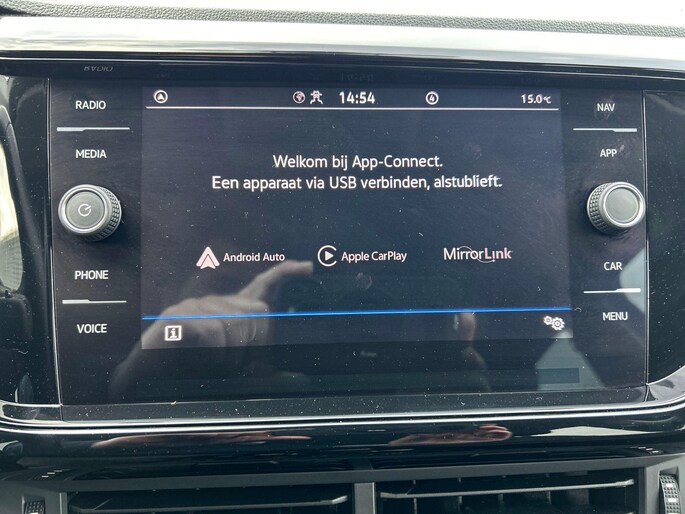 RADIO
MEDIA
PHONE
VOICE
14:54
4
15.0°C
Welkom bij App-Connect.
Een apparaat via USB verbinden, alstublieft.
Android Auto
Apple CarPlay
MirrorLink
NAV
APP
CAR
MENU